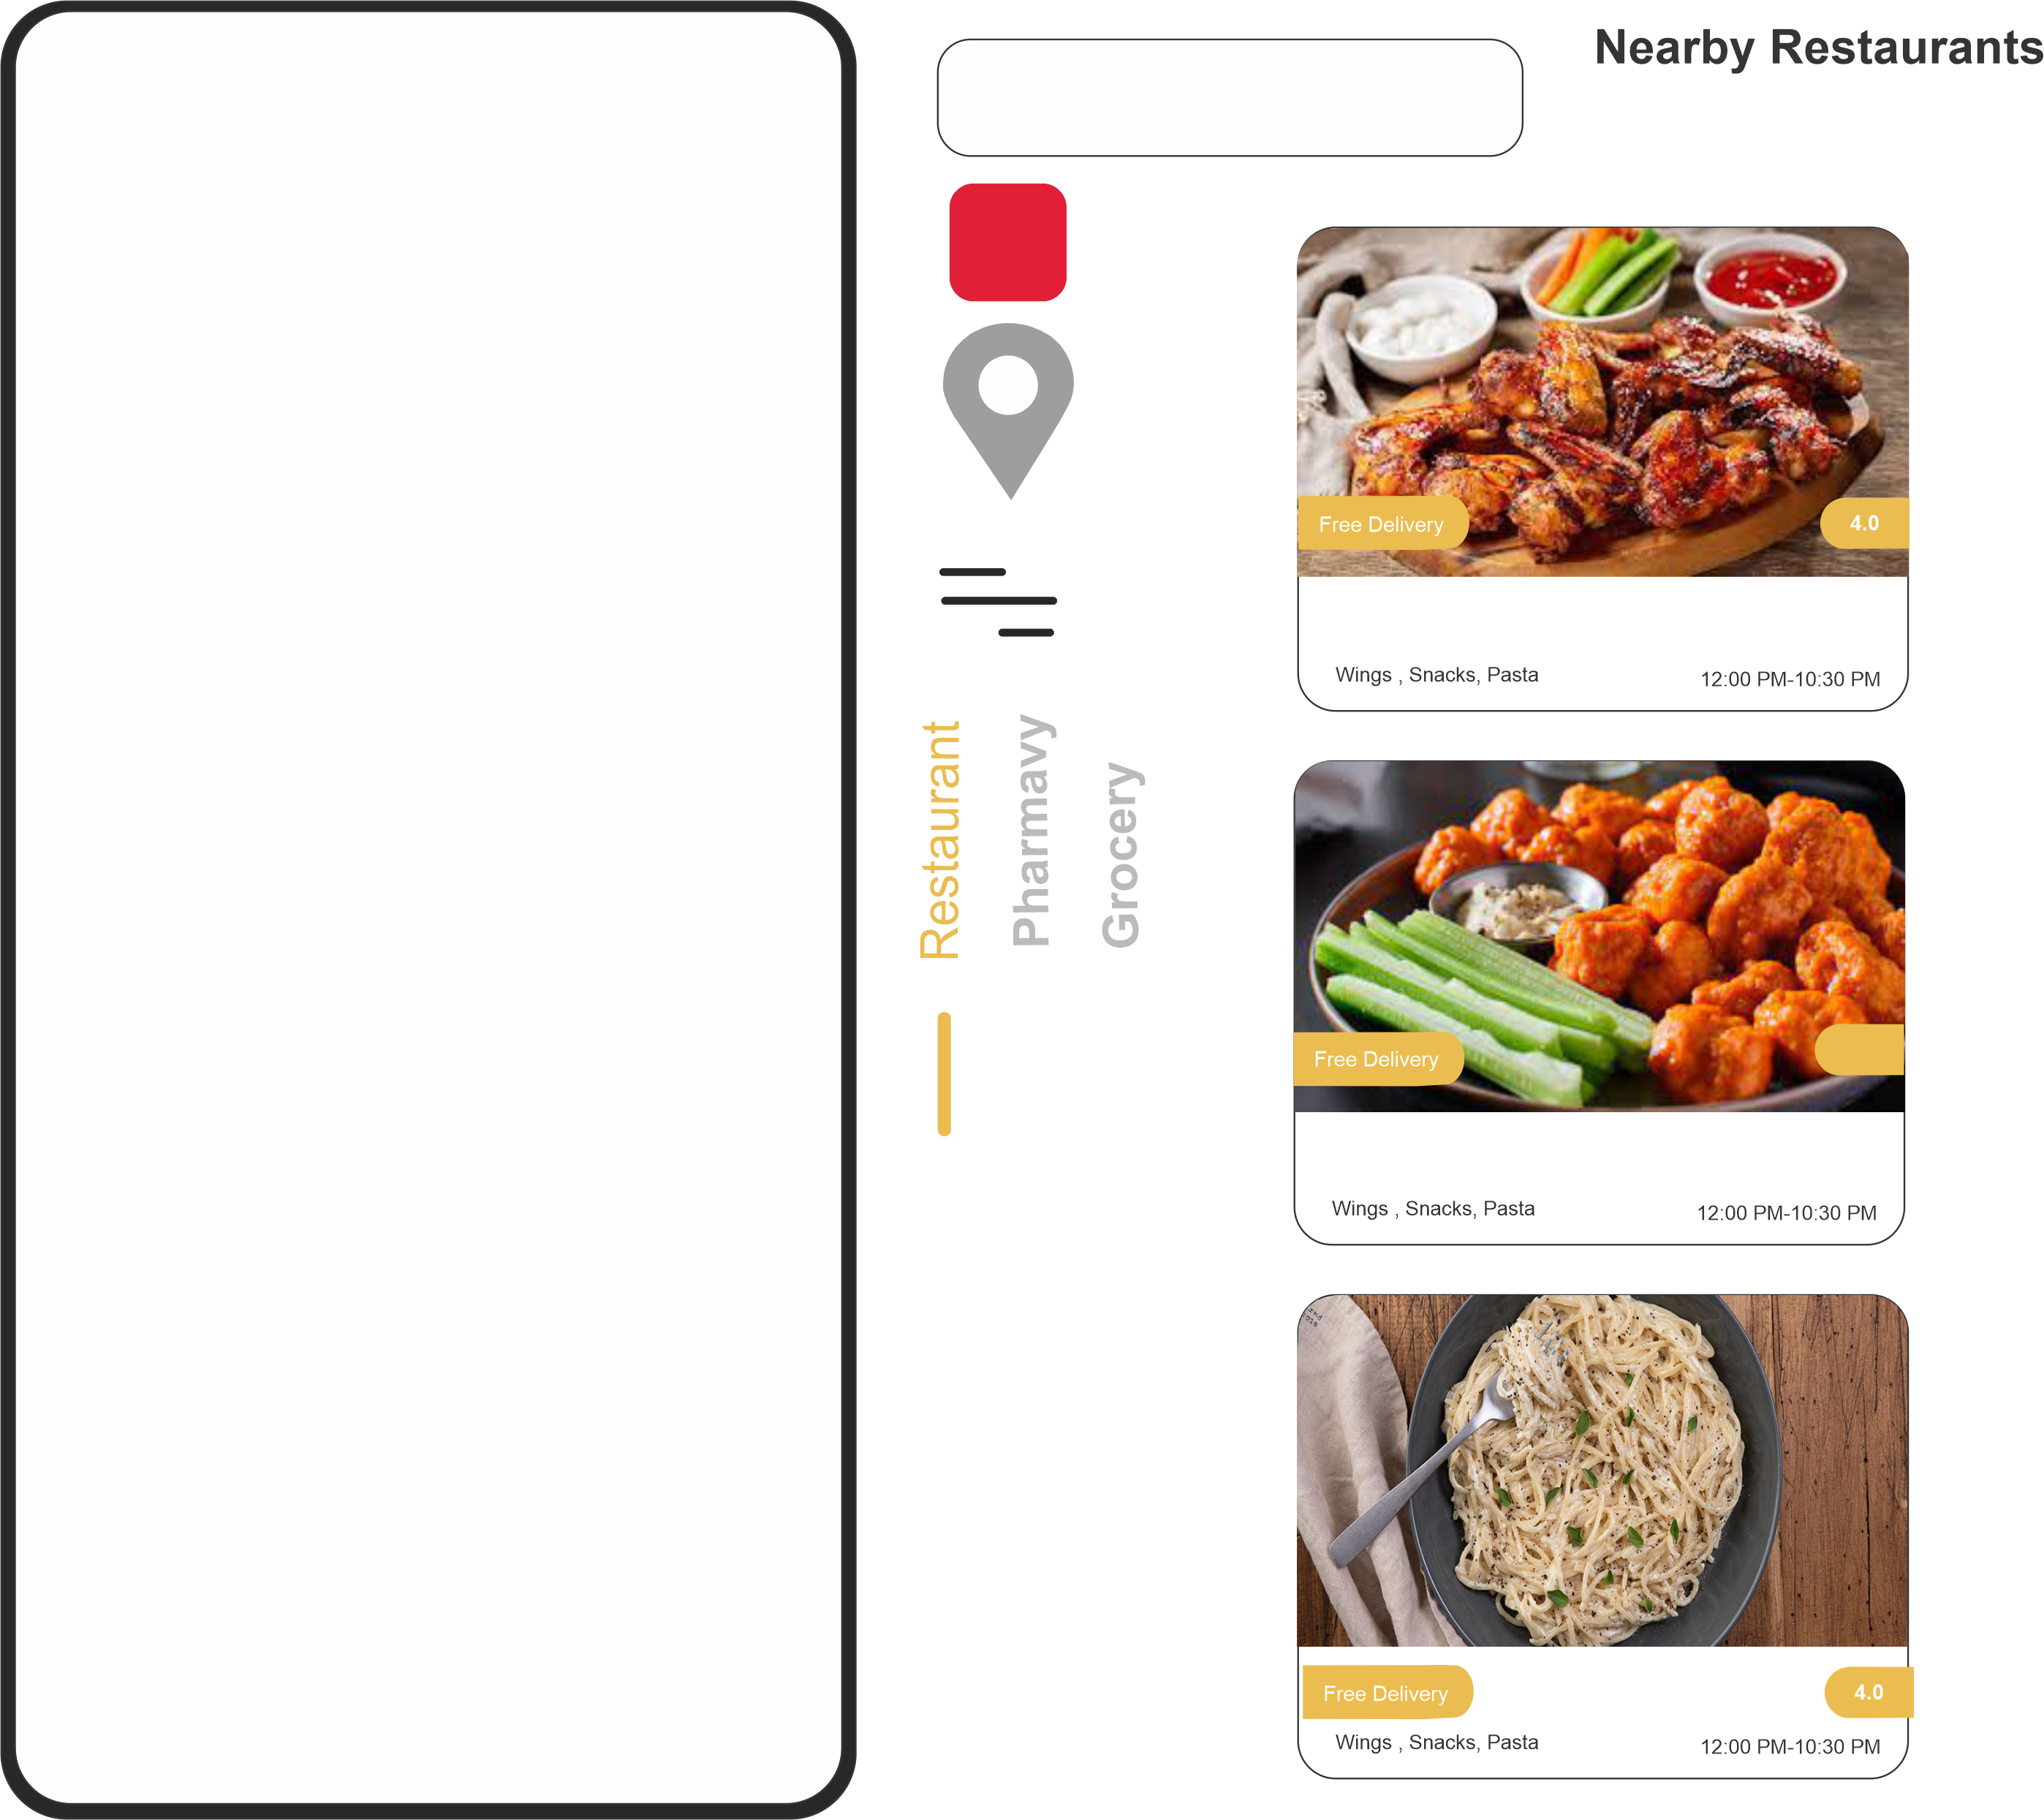 Nearby Restaurants
Free Delivery
4.0
Wings , Snacks, Pasta
12:00 PM-10:30 PM
Restaurant
Pharmavy
Grocery
Free Delivery
Wings , Snacks, Pasta
12:00 PM-10:30 PM
Free Delivery
4.0
Wings , Snacks, Pasta
12:00 PM-10:30 PM